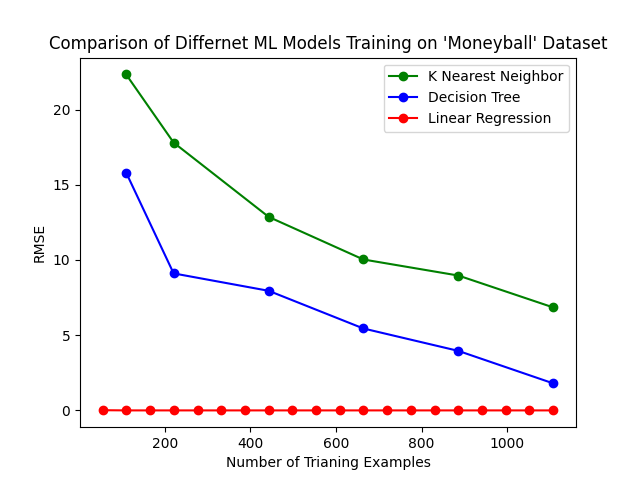 Comparison of Differnet ML Models Training on 'Moneyball' Dataset
K Nearest Neighbor
Decision Tree
Linear Regression
RMSE
20
15
10
5
0
200 400 600 800 1000
Number of Trianing Examples